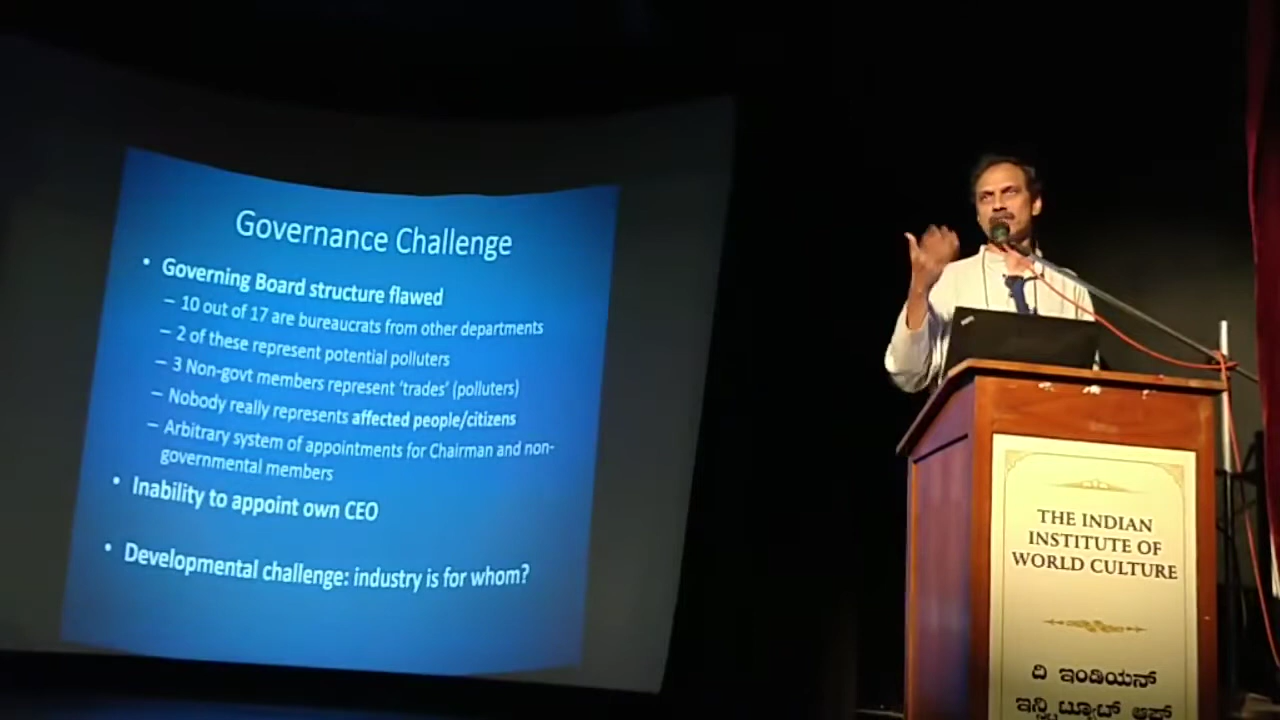 Governance Challenge
• Governing Board structure flawed
– 10 out of 17 are bureaucrats from other departments
– 2 of these represent potential polluters
– 3 Non-govt members represent ‘trades’ (polluters)
– Nobody really represents affected people/citizens
– Arbitrary system of appointments for Chairman and non-
governmental members
• Inability to appoint own CEO
• Developmental challenge: industry is for whom?
THE INDIAN
INSTITUTE OF
WORLD CULTURE
ದಿ ಇಂಡಿಯನ್
ಇನ್ಸ್ಟಿಟ್ಯೂಟ್ ಆಫ್